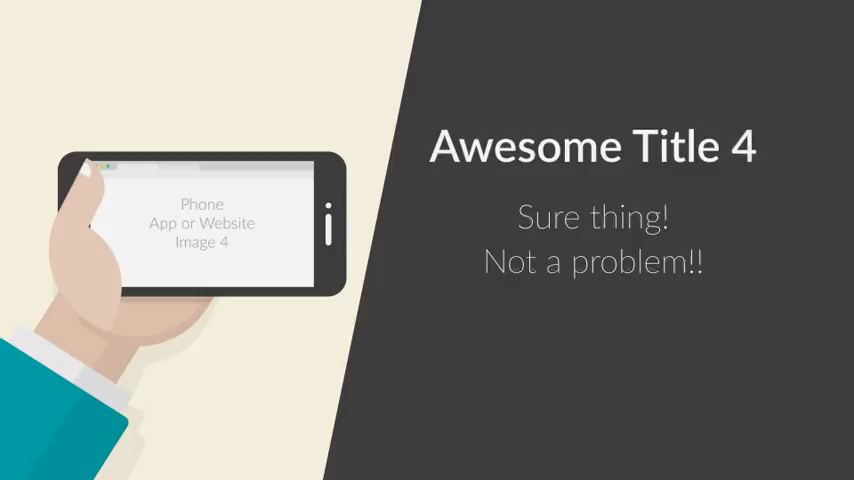 Phone
App or Website
Image 4
Awesome Title 4
Sure thing!
Not a problem!!